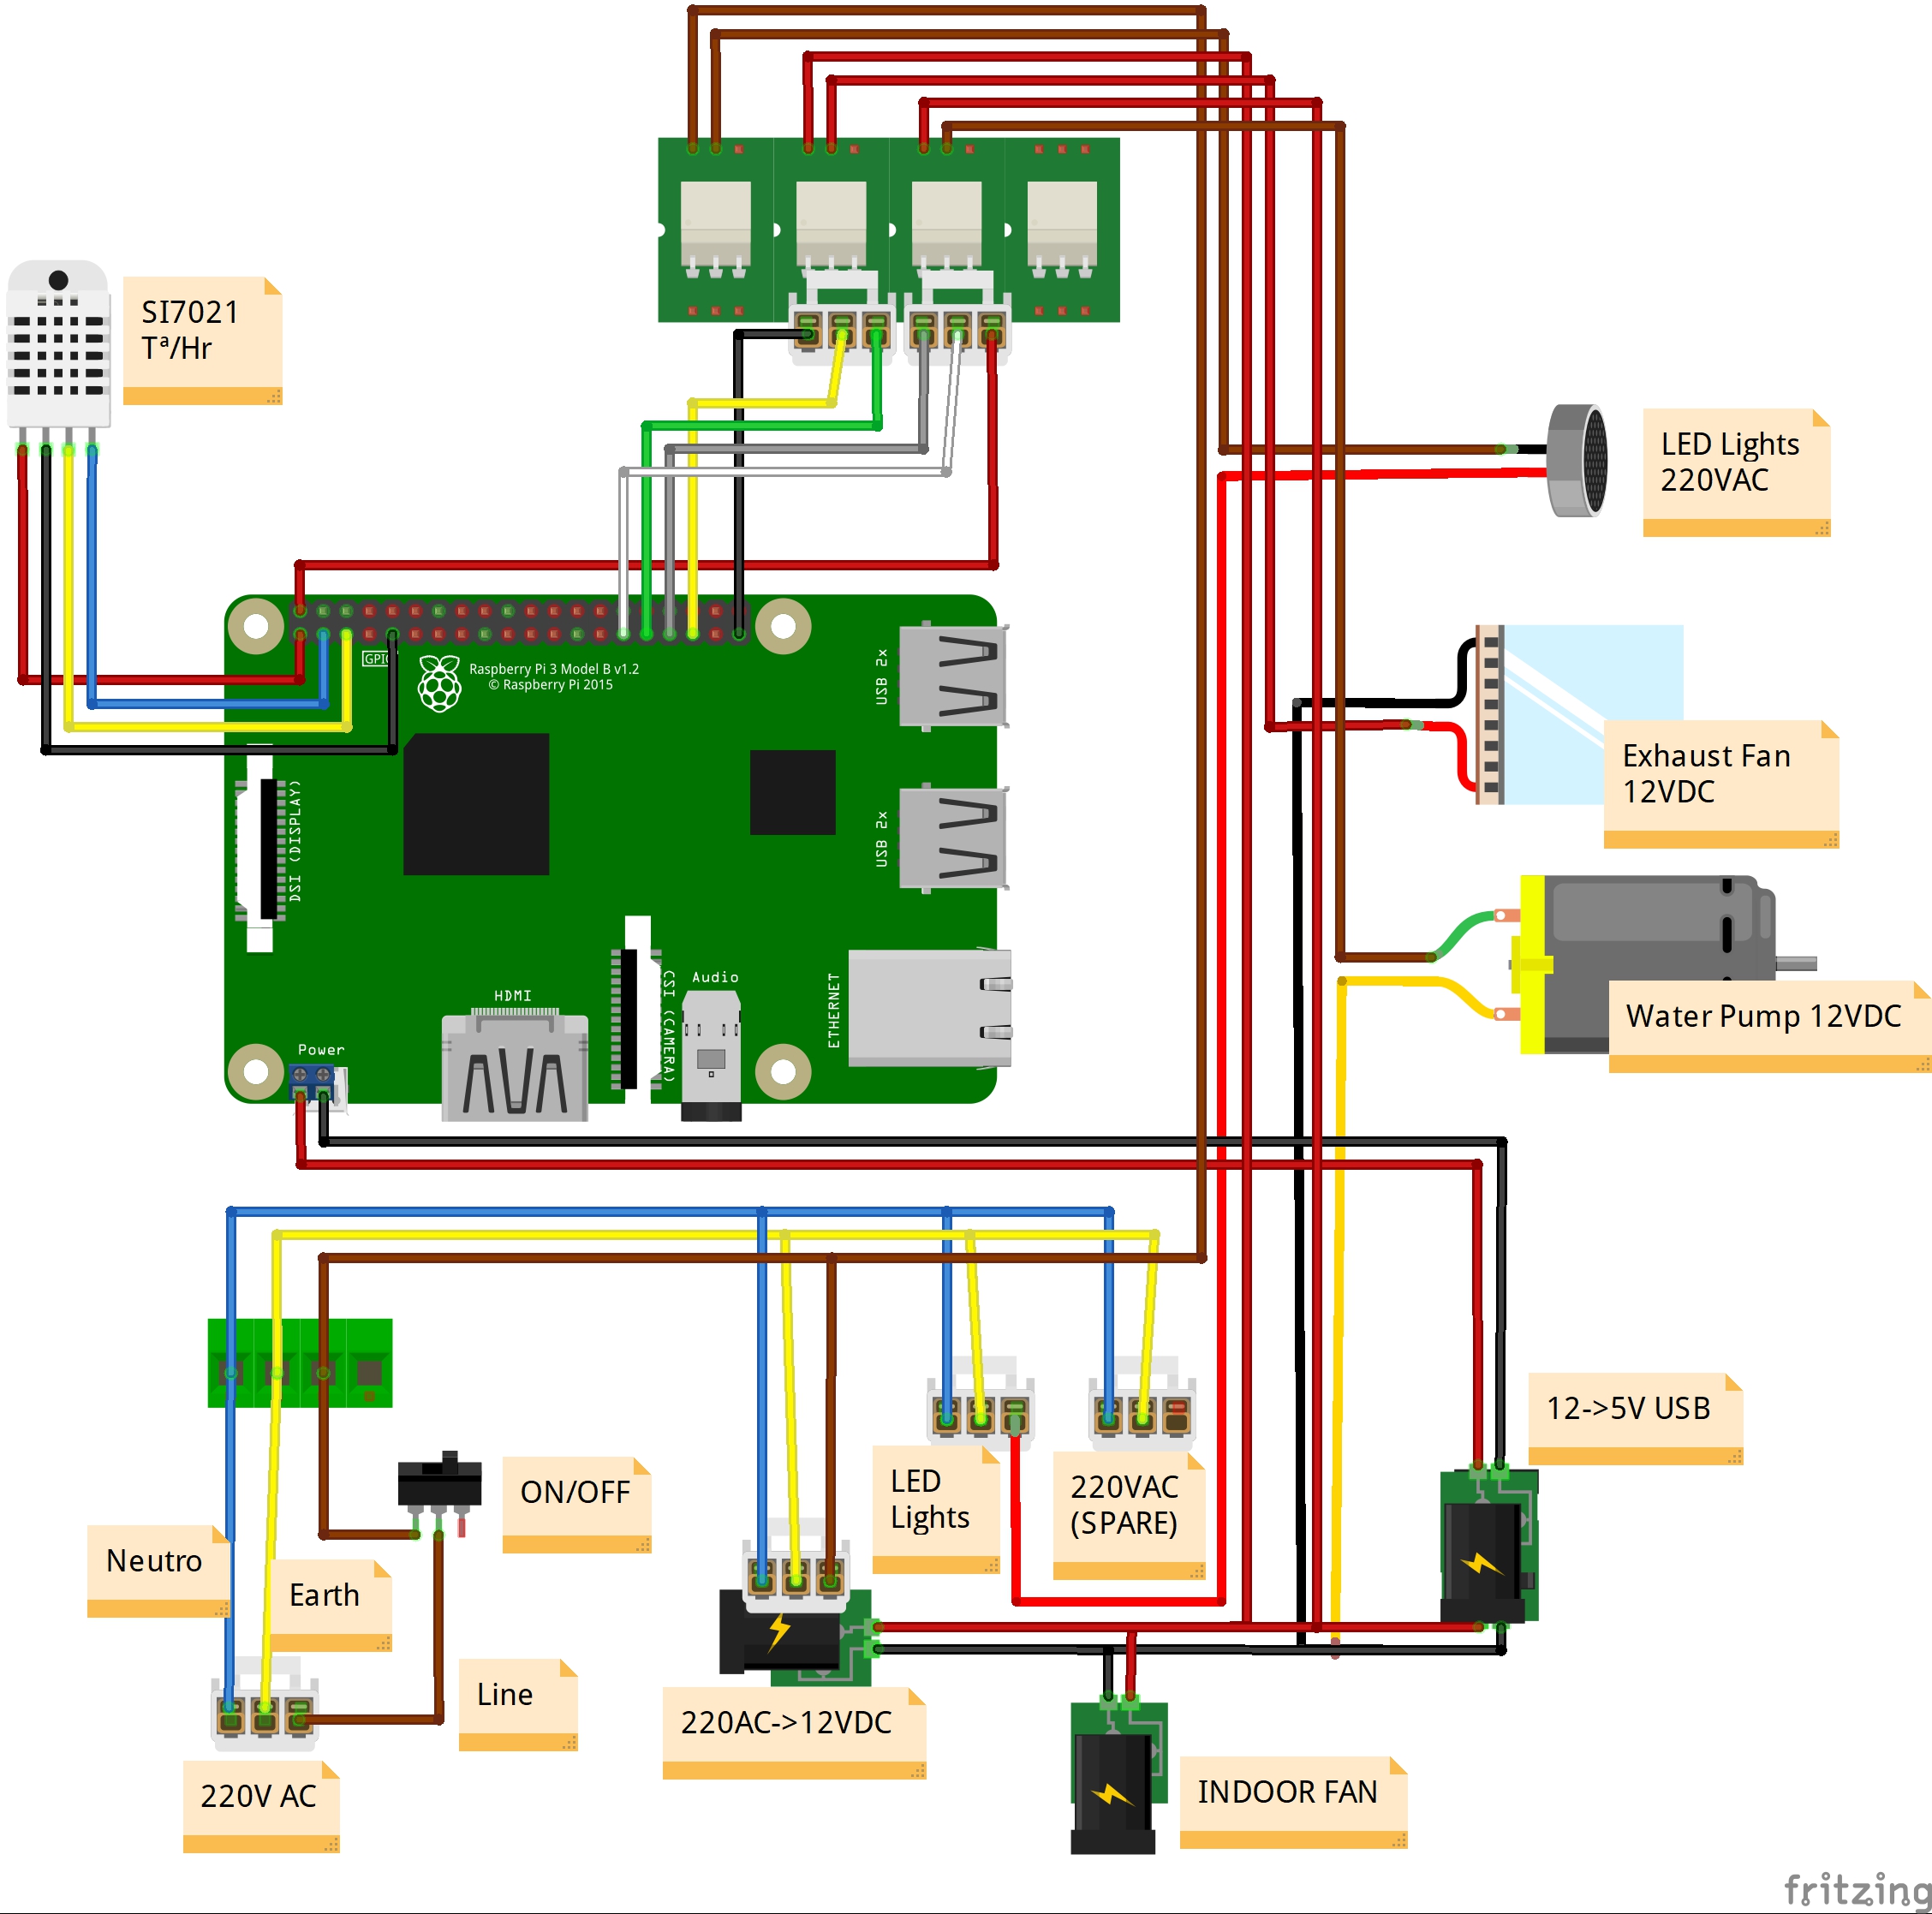 SI7021
Tª/Hr
LED Lights
220VAC
GPIO
Raspberry Pi 3 Model B v1.2
© Raspberry Pi 2015
USB 2x
Exhaust Fan
12VDC
DSI (DISPLAY)
USB 2x
HDMI
CSI (CAMERA)
Audio
ETHERNET
Water Pump 12VDC
Power
12->5V USB
ON/OFF
LED
Lights
220VAC
(SPARE)
Neutro
Earth
Line
220AC->12VDC
220V AC
INDOOR FAN
fritzing